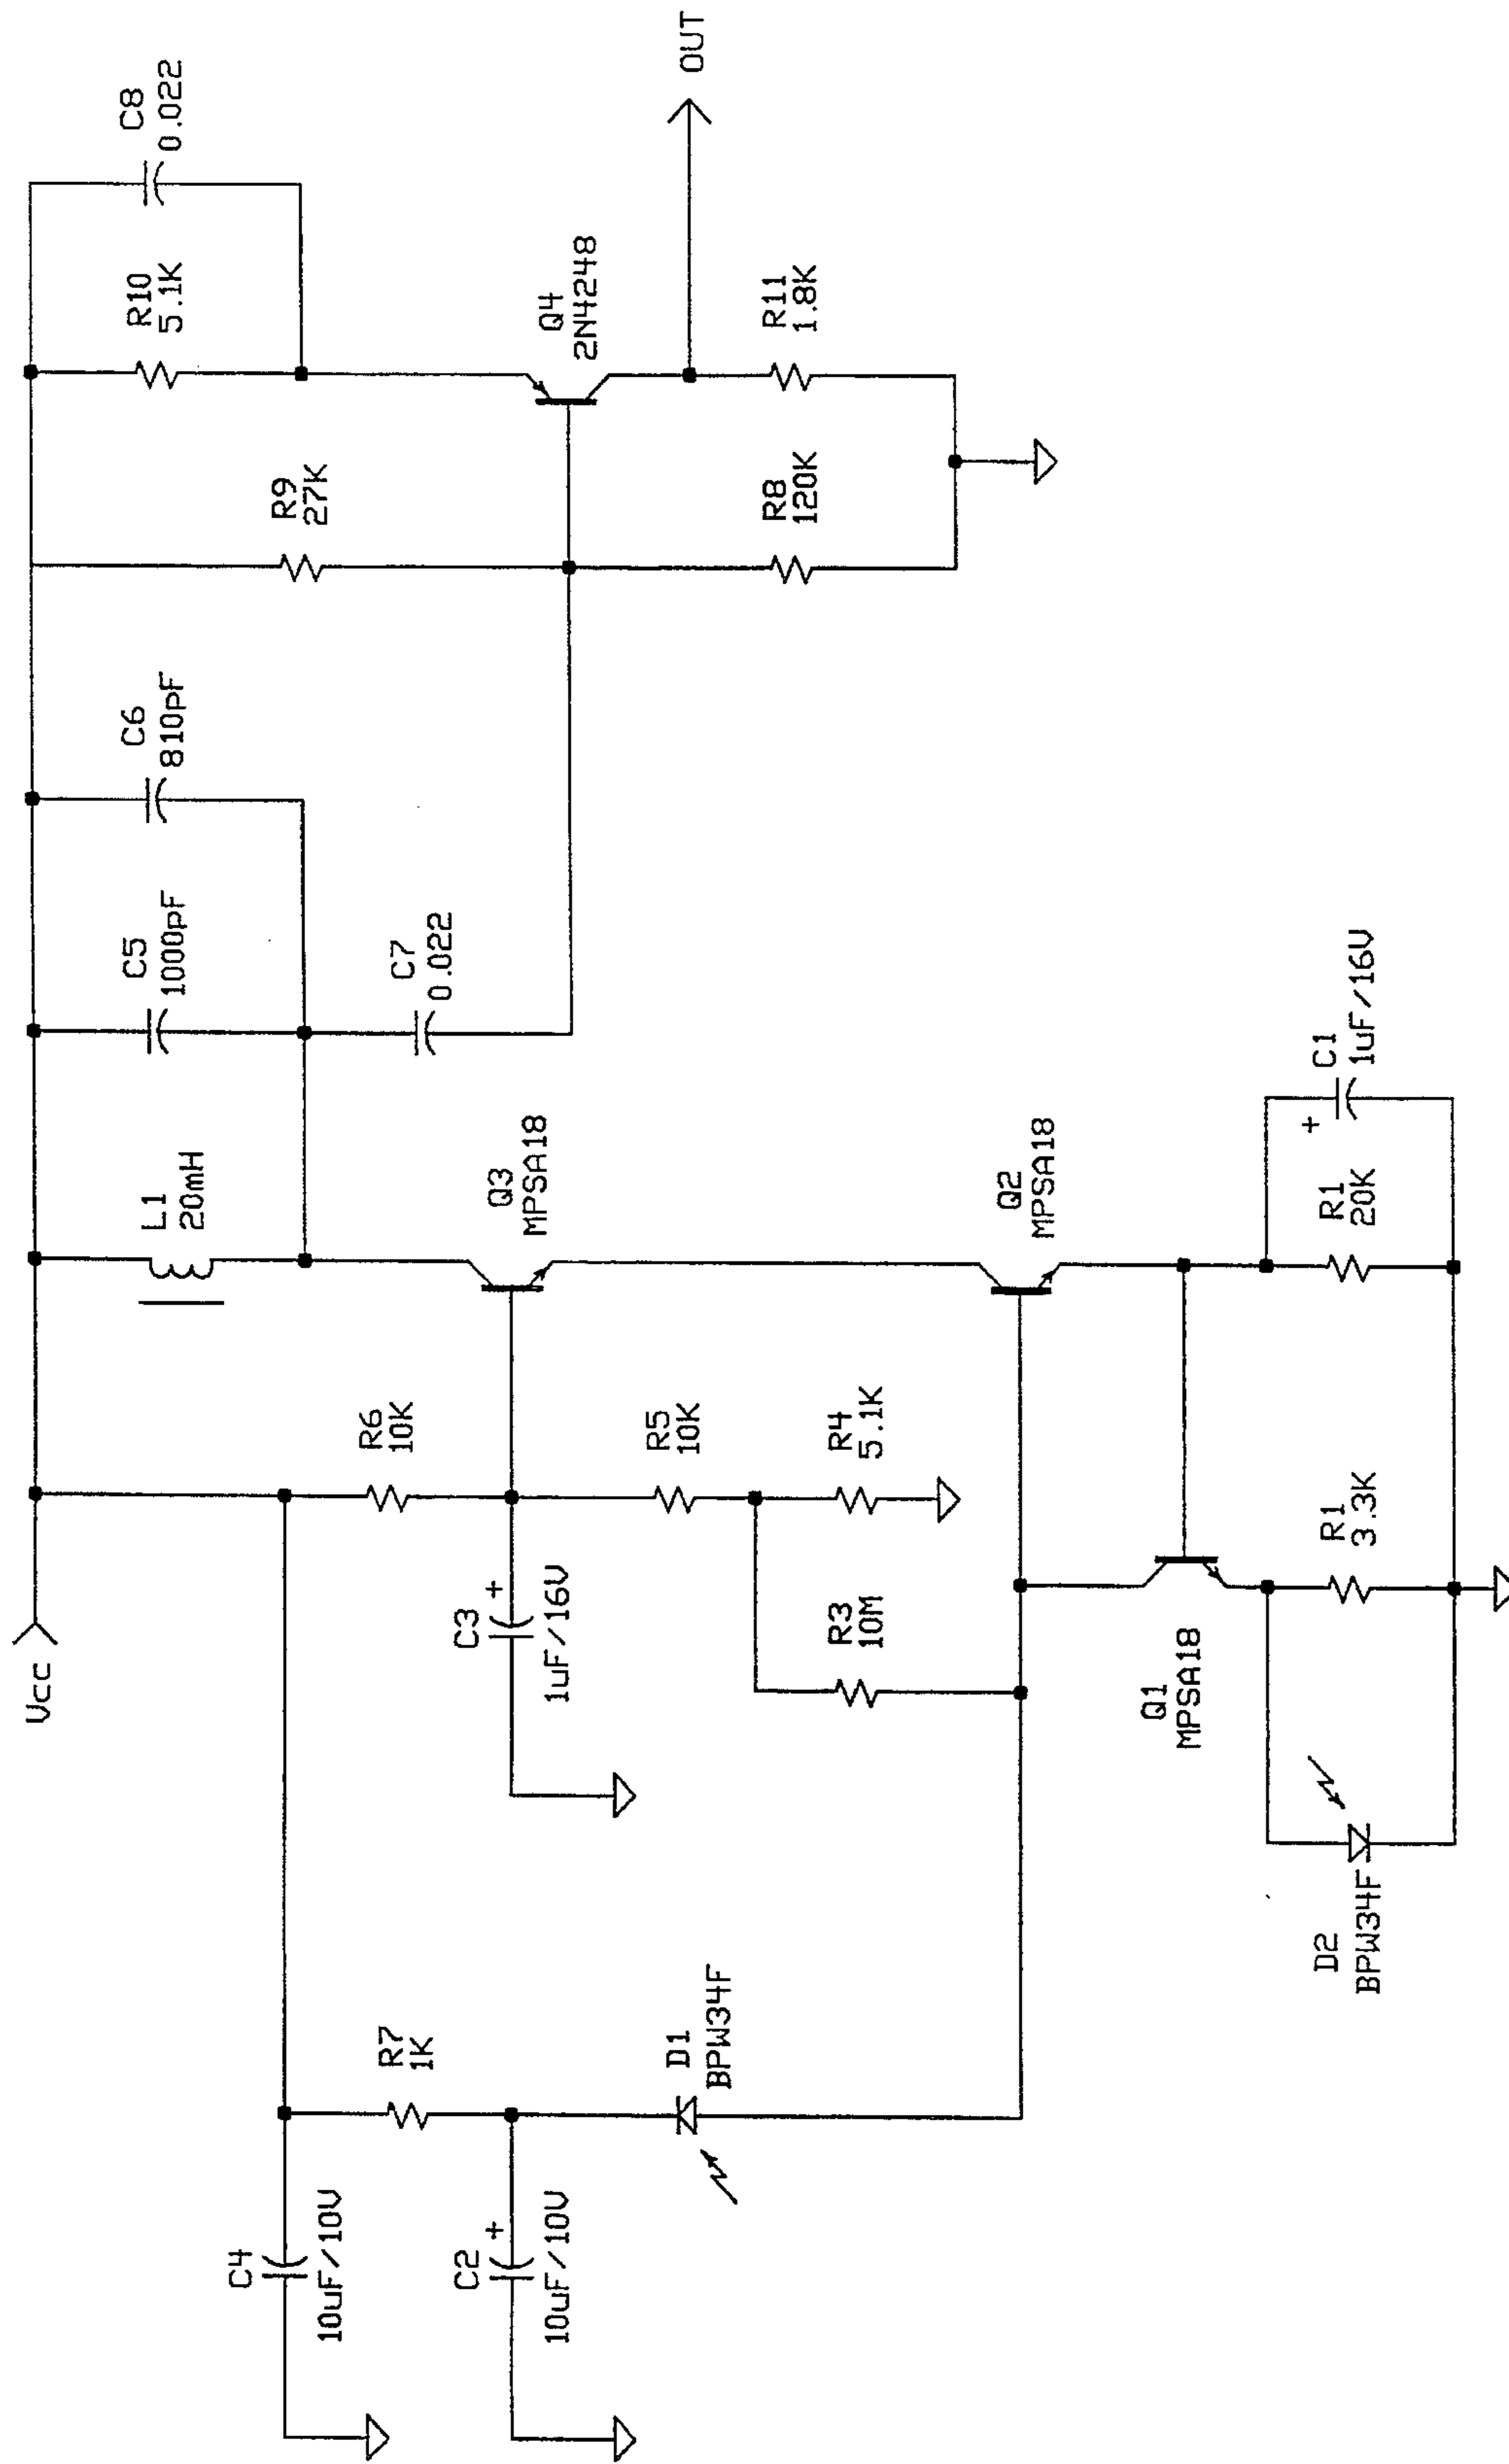 Vcc
C4
10uF/10V
C2
+
10uF/10V
R7
1K
D1
BPW34F
R6
10K
C3
+
1uF/16V
R5
10K
R4
5.1K
R3
10M
Q1
MPSA18
D2
BPW34F
R1
3.3K
L1
20mH
Q3
MPSA18
Q2
MPSA18
R1
20K
C1
+
1uF/16V
C5
1000pF
C6
810pF
C7
0.022
R9
27K
R8
120K
R10
5.1K
C8
0.022
Q4
2N4248
R11
1.8K
OUT